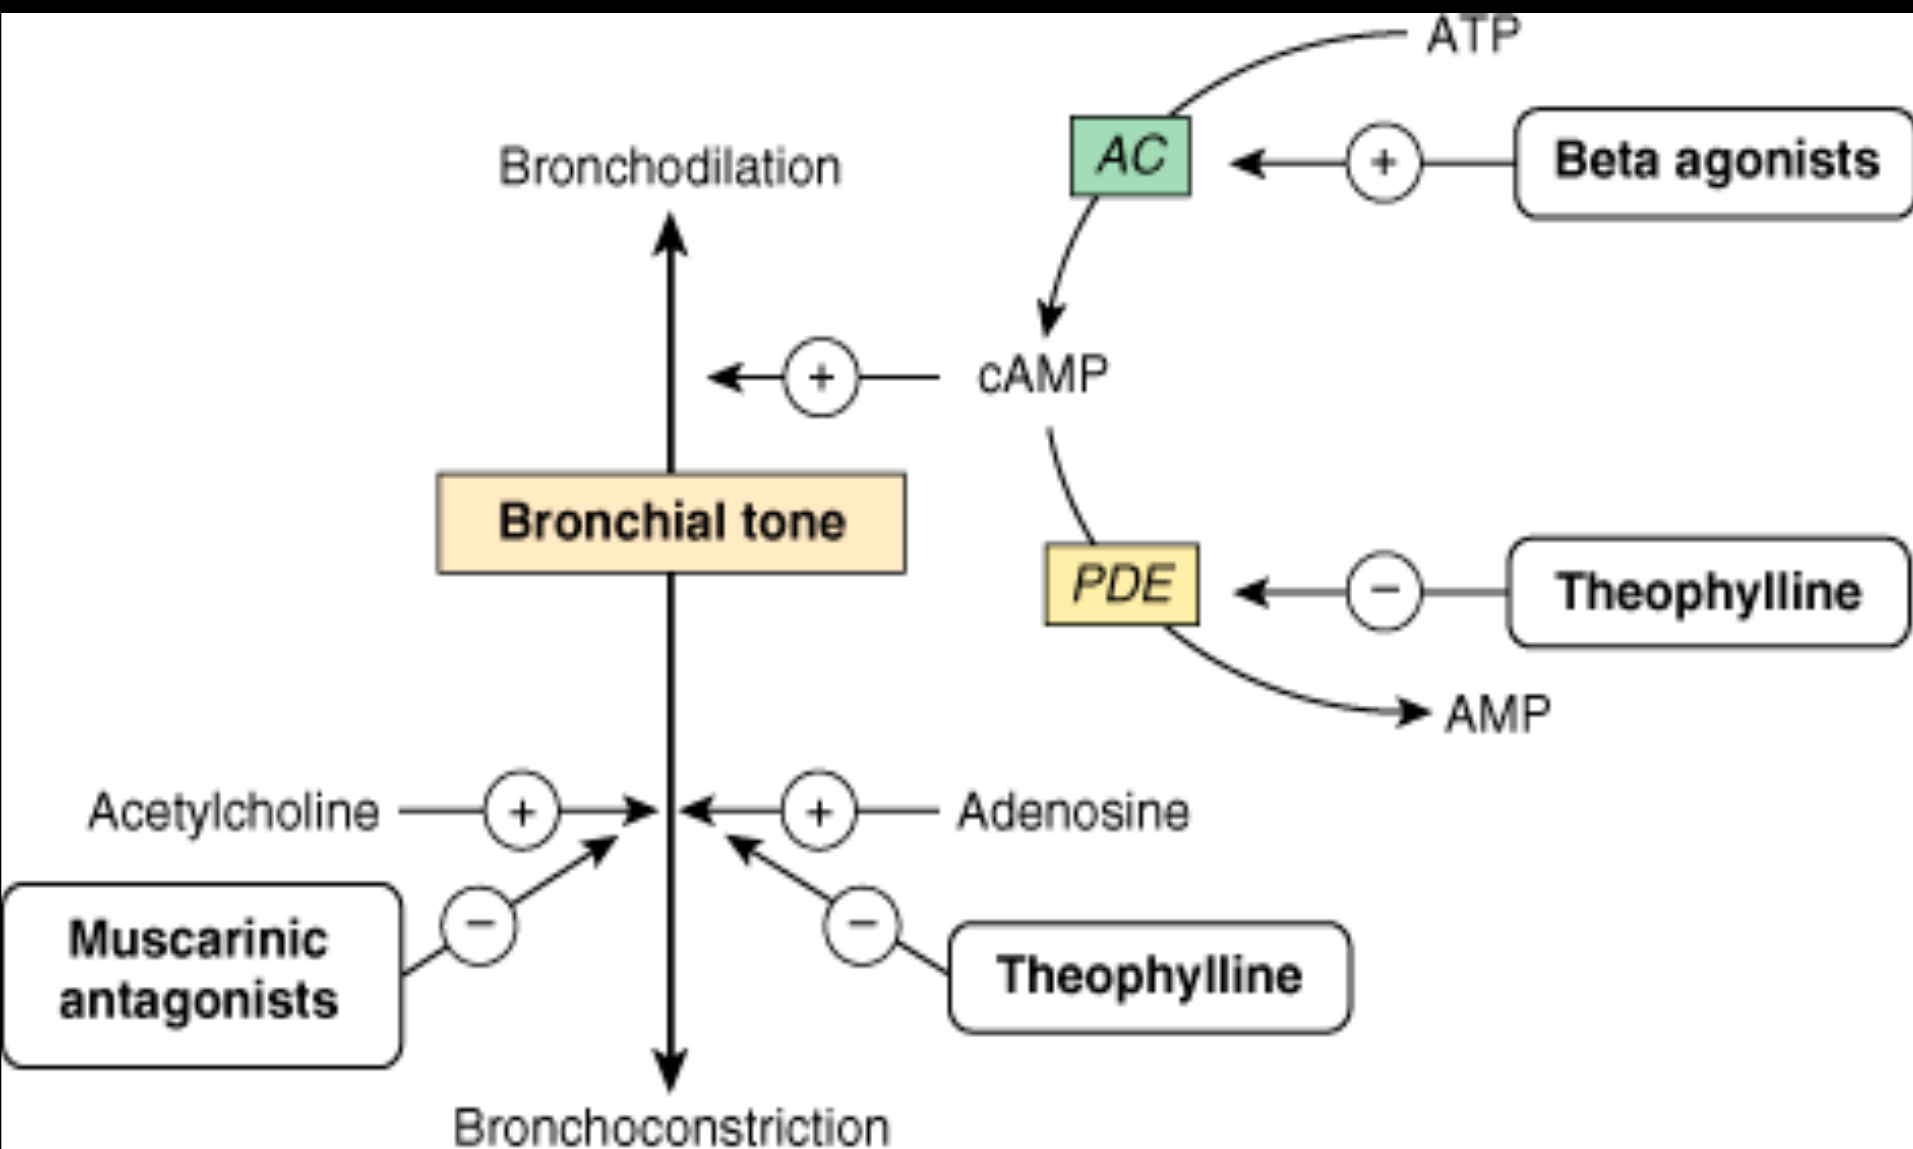 ATP
AC
+
Beta agonists
Bronchodilation
+
cAMP
Bronchial tone
PDE
−
Theophylline
AMP
Acetylcholine
+
+
Adenosine
Muscarinic
antagonists
−
−
Theophylline
Bronchoconstriction